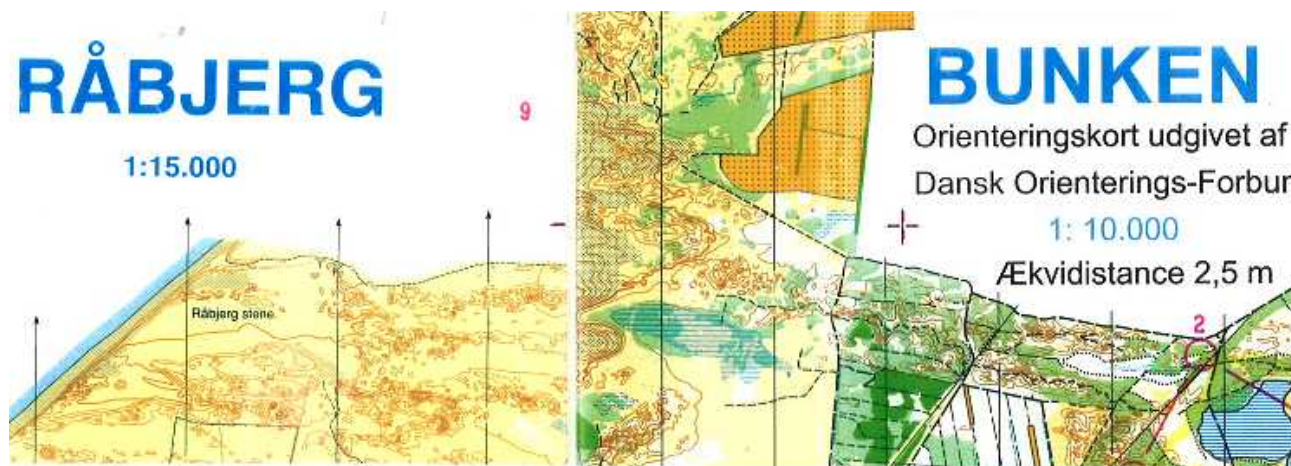 RÅBJERG
1:15.000
9
Råbjerg stene
BUNKEN
Orienteringskort udgivet af
Dansk Orienterings-Forbun
1: 10.000
Ækvidistance 2,5 m
2